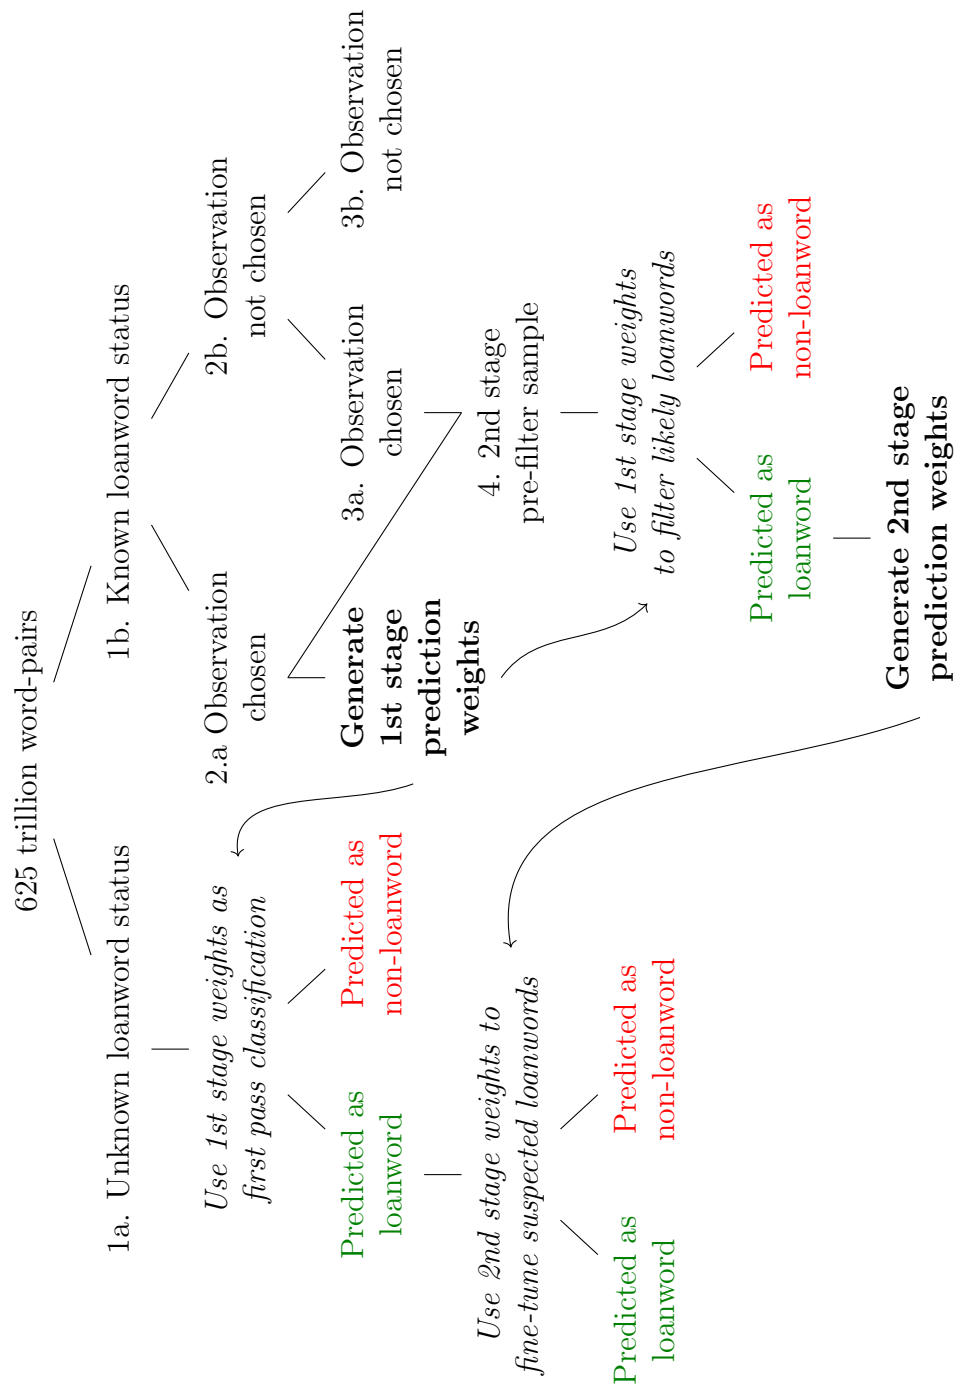 625 trillion word-pairs
1a. Unknown loanword status
1b. Known loanword status
Use 1st stage weights as
first pass classification
2.a Observation
chosen
2b. Observation
not chosen
Predicted as
loanword
Predicted as
non-loanword
Generate
1st stage
prediction
weights
3a. Observation
chosen
3b. Observation
not chosen
Use 2nd stage weights to
fine-tune suspected loanwords
4. 2nd stage
pre-filter sample
Predicted as
loanword
Predicted as
non-loanword
Use 1st stage weights
to filter likely loanwords
Predicted as
loanword
Predicted as
non-loanword
Generate 2nd stage
prediction weights